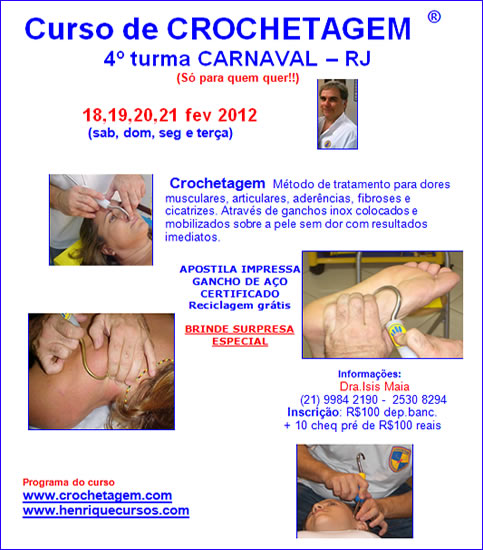 Curso de CROCHETAGEM ®
4º turma CARNAVAL – RJ
(Só para quem quer!!)
18,19,20,21 fev 2012
(sab, dom, seg e terça)
Crochetagem Método de tratamento para dores
musculares, articulares, aderências, fibroses e
cicatrizes. Através de ganchos inox colocados e
mobilizados sobre a pele sem dor com resultados
imediatos.
APOSTILA IMPRESSA
GANCHO DE AÇO
CERTIFICADO
Reciclagem grátis
BRINDE SURPRESA
ESPECIAL
Informações:
Dra.Isis Maia
(21) 9984 2190 - 2530 8294
Inscrição: R$100 dep.banc.
+ 10 cheq pré de R$100 reais
Programa do curso
www.crochetagem.com
www.henriquecursos.com